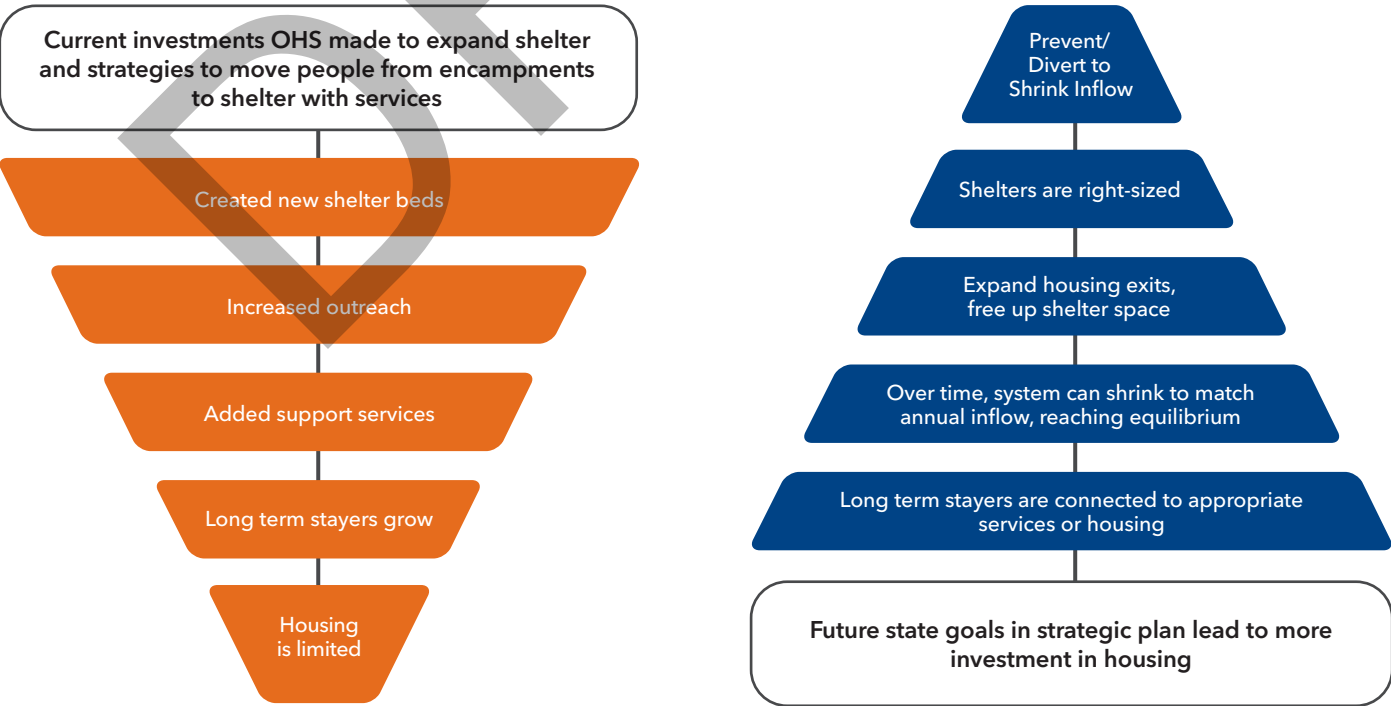 Current investments OHS made to expand shelter
and strategies to move people from encampments
to shelter with services
Created new shelter beds
Increased outreach
Added support services
Long term stayers grow
Housing
is limited
Prevent/
Divert to
Shrink Inflow
Shelters are right-sized
Expand housing exits,
free up shelter space
Over time, system can shrink to match
annual inflow, reaching equilibrium
Long term stayers are connected to appropriate
services or housing
Future state goals in strategic plan lead to more
investment in housing